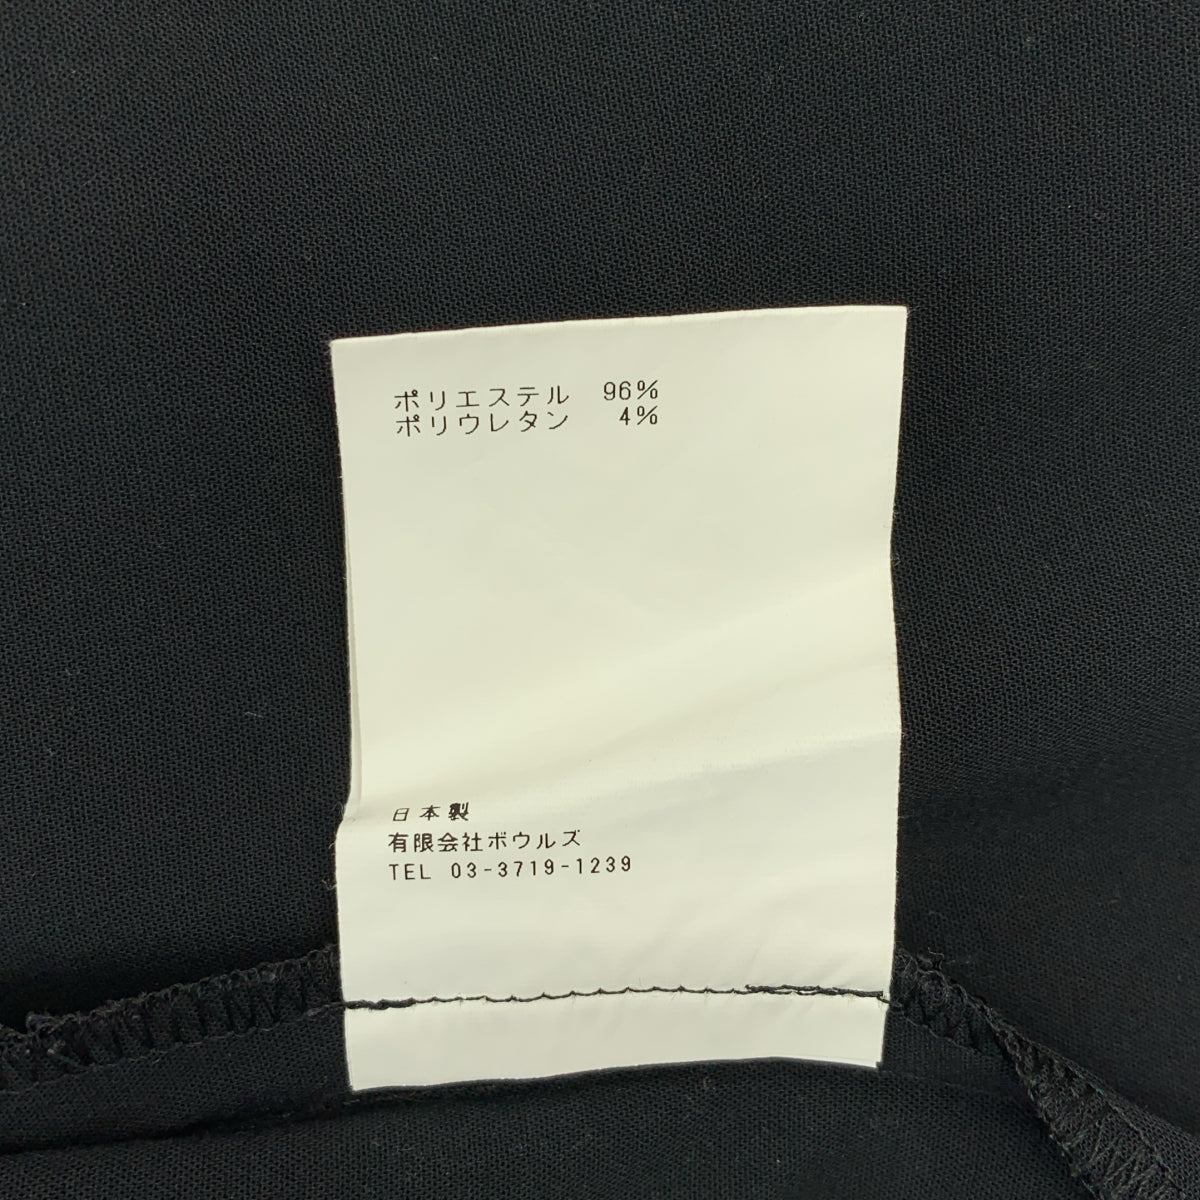 ポリエステル 96%
ポリウレタン 4%
日本製
有限会社ボウルズ
TEL 03-3719-1239